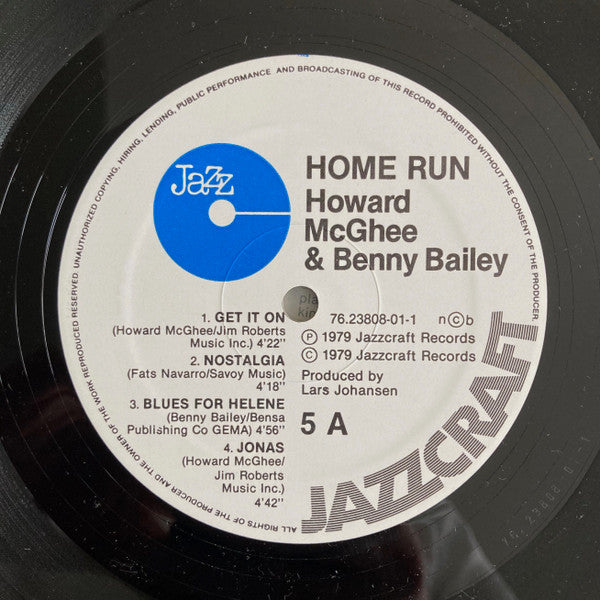 ALL RIGHTS OF THE PRODUCER AND THE OWNER OF THE WORK REPRODUCED RESERVED. UNAUTHORIZED COPYING, HIRING, LENDING, PUBLIC PERFORMANCE AND BROADCASTING OF THIS RECORD PROHIBITED WITHOUT THE CONSENT OF THE PRODUCER.
Jazz
HOME RUN
Howard
McGhee
& Benny Bailey
1. GET IT ON
(Howard McGhee/Jim Roberts
Music Inc.) 4'22"
2. NOSTALGIA
(Fats Navarro/Savoy Music)
4'18"
3. BLUES FOR HELENE
(Benny Bailey/Bensa
Publishing Co GEMA) 4'56"
4. JONAS
(Howard McGhee/
Jim Roberts
Music Inc.)
4'42"
76.23808-01-1 n©b
Ⓟ 1979 Jazzcraft Records
© 1979 Jazzcraft Records
Produced by
Lars Johansen
5 A
JAZZCRAFT